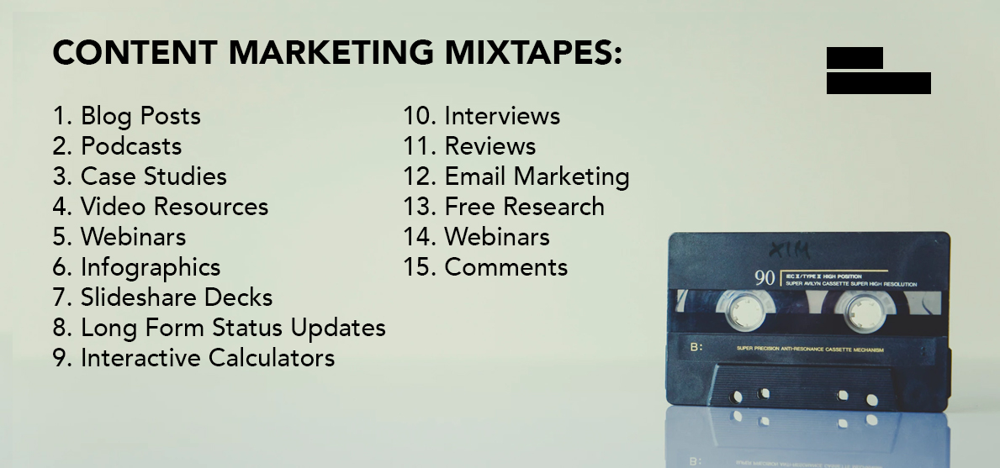 CONTENT MARKETING MIXTAPES:
1. Blog Posts
2. Podcasts
3. Case Studies
4. Video Resources
5. Webinars
6. Infographics
7. Slideshare Decks
8. Long Form Status Updates
9. Interactive Calculators
10. Interviews
11. Reviews
12. Email Marketing
13. Free Research
14. Webinars
15. Comments
XIM
90
IEC II/TYPE II HIGH POSITION
SUPER AVILYN CASSETTE SUPER HIGH RESOLUTION
B:
SUPER PRECISION ANTI-RESONANCE CASSETTE MECHANISM